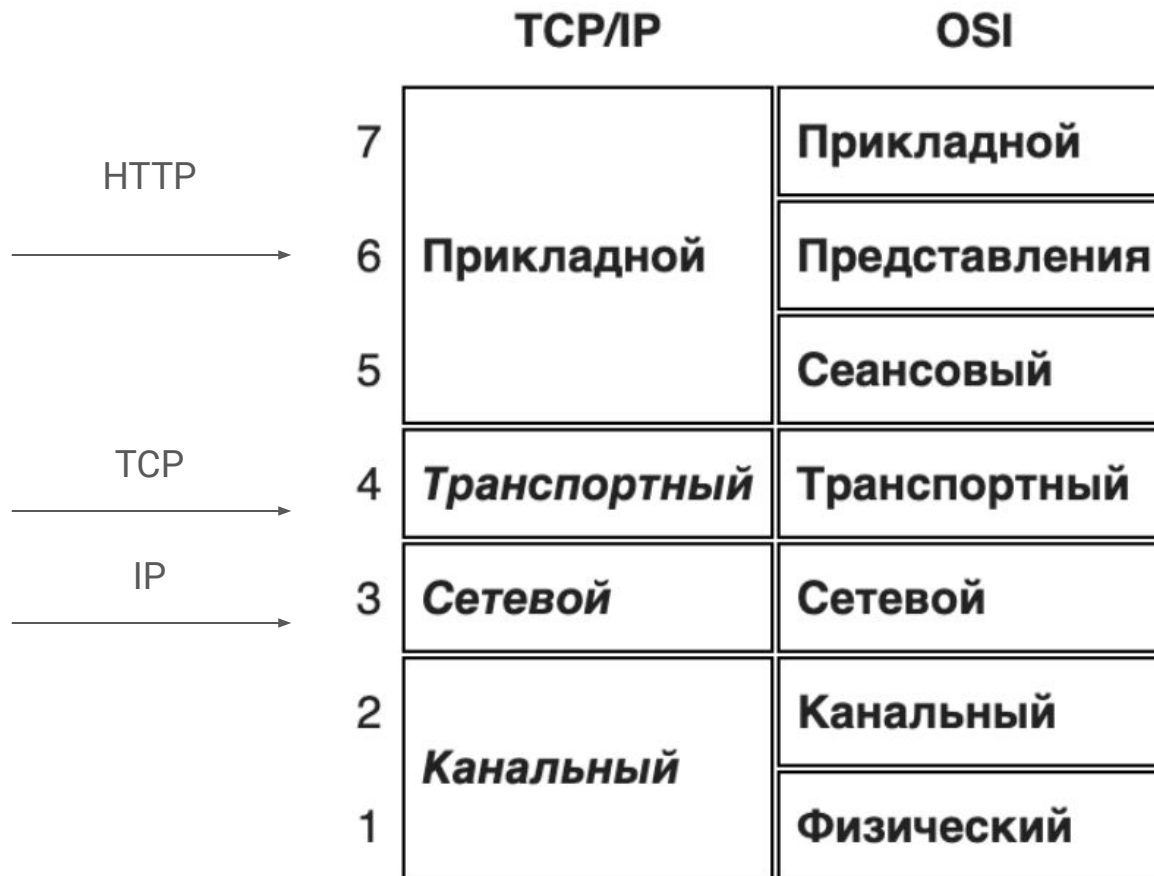 TCP/IP OSI
7 Прикладной
HTTP
6 Прикладной Представления
5 Сеансовый
TCP
4 Транспортный Транспортный
IP
3 Сетевой Сетевой
2 Канальный
Канальный
1 Физический